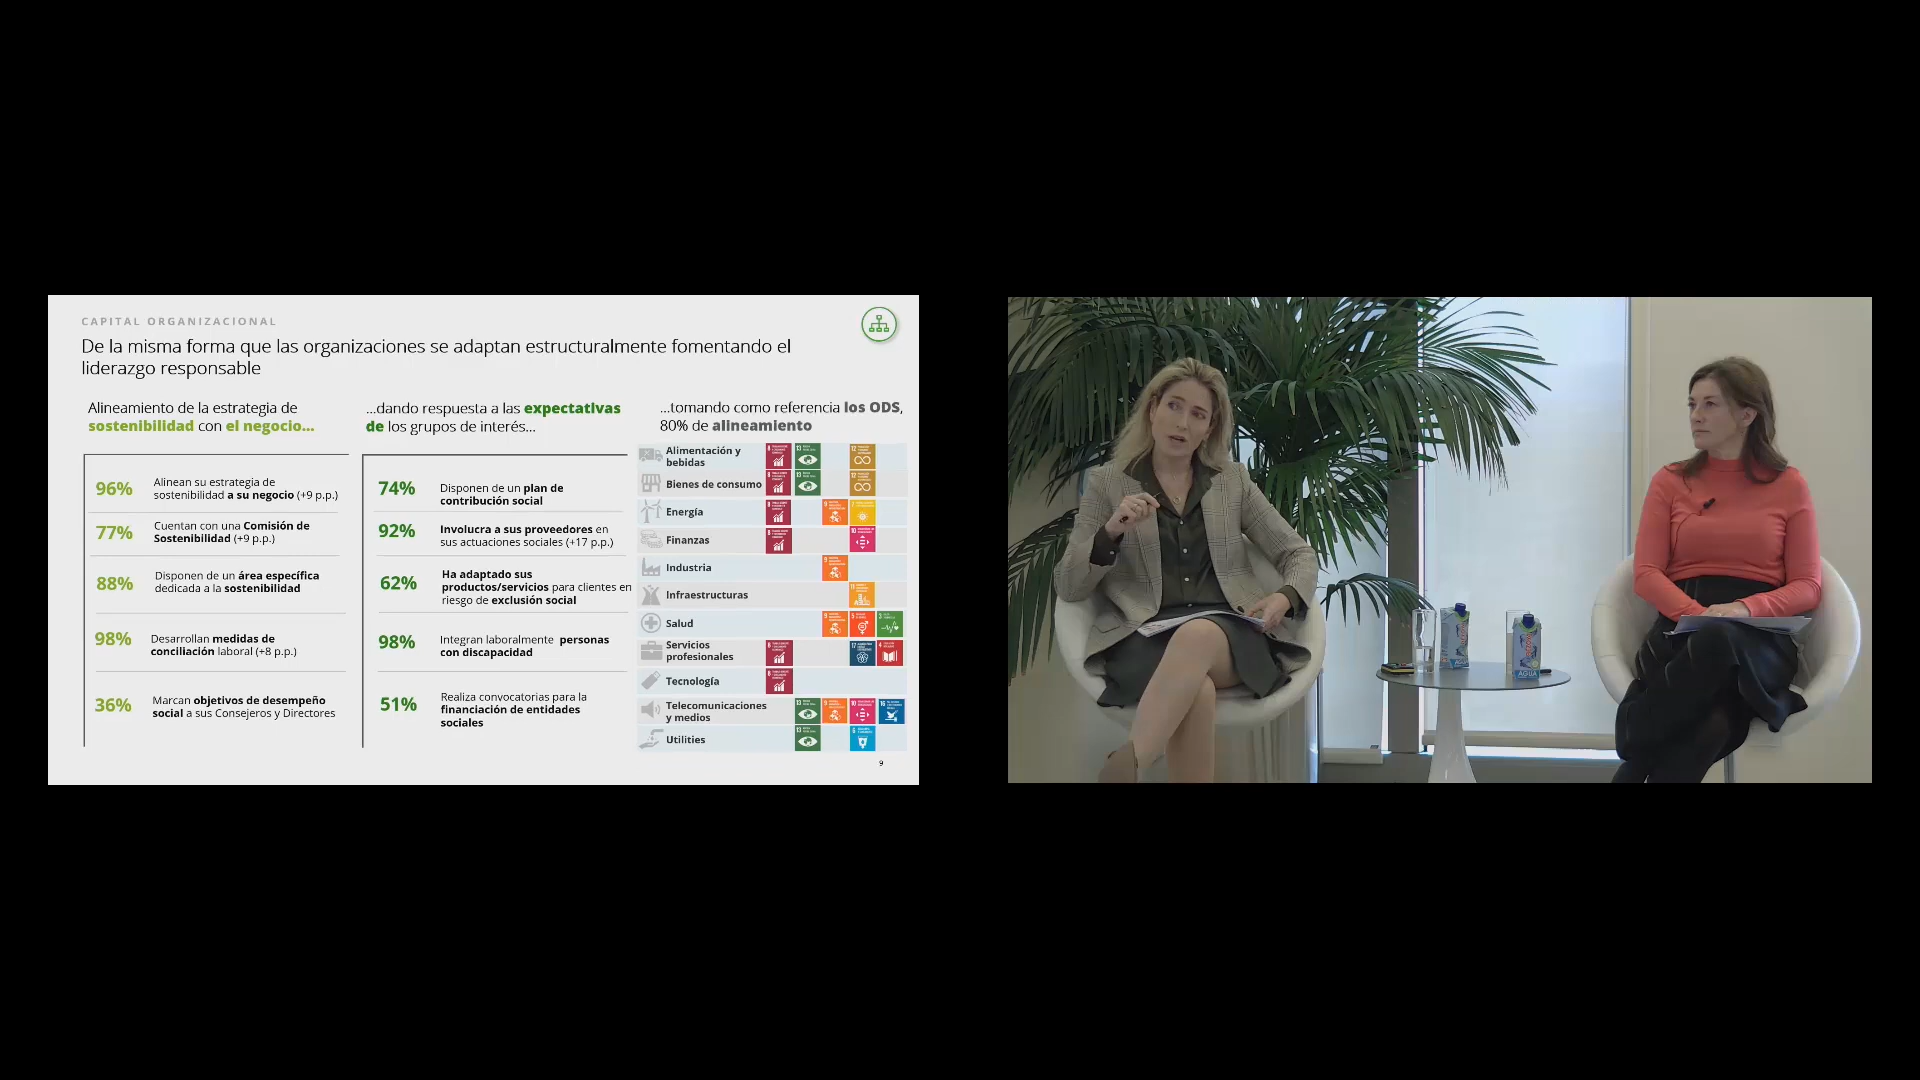 CAPITAL ORGANIZACIONAL
De la misma forma que las organizaciones se adaptan estructuralmente fomentando el
liderazgo responsable
Alineamiento de la estrategia de
sostenibilidad con el negocio...
96%
Alinean su estrategia de
sostenibilidad a su negocio (+9 p.p.)
77%
Cuentan con una Comisión de
Sostenibilidad (+9 p.p.)
88%
Disponen de un área específica
dedicada a la sostenibilidad
98%
Desarrollan medidas de
conciliación laboral (+8 p.p.)
36%
Marcan objetivos de desempeño
social a sus Consejeros y Directores
...dando respuesta a las expectativas
de los grupos de interés...
74%
Disponen de un plan de
contribución social
92%
Involucra a sus proveedores en
sus actuaciones sociales (+17 p.p.)
62%
Ha adaptado sus
productos/servicios para clientes en
riesgo de exclusión social
98%
Integran laboralmente personas
con discapacidad
51%
Realiza convocatorias para la
financiación de entidades
sociales
...tomando como referencia los ODS,
80% de alineamiento
Alimentación y
bebidas
Bienes de consumo
Energía
Finanzas
Industria
Infraestructuras
Salud
Servicios
profesionales
Tecnología
Telecomunicaciones
y medios
Utilities
9
AGUA